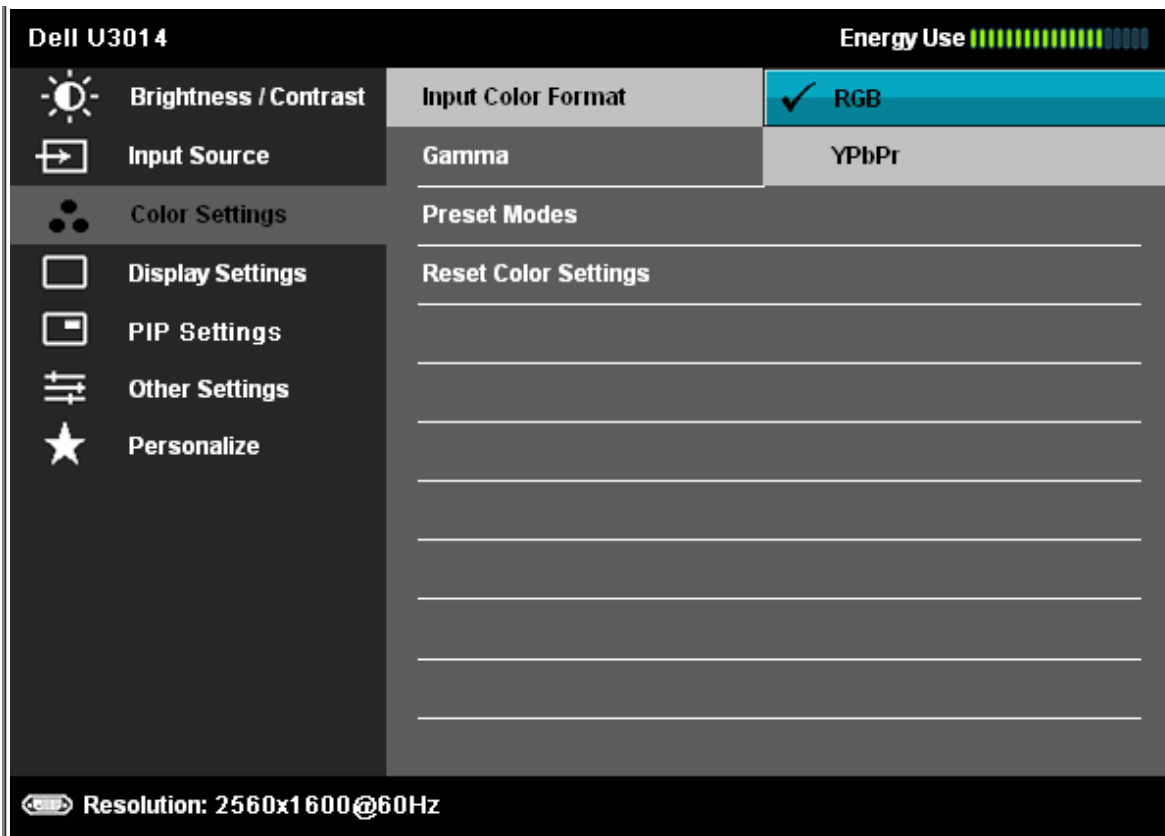 Dell U3014 Energy Use
Brightness / Contrast Input Color Format RGB
Input Source Gamma YPbPr
Color Settings Preset Modes
Display Settings Reset Color Settings
PIP Settings
Other Settings
Personalize
Resolution: 2560x1600@60Hz